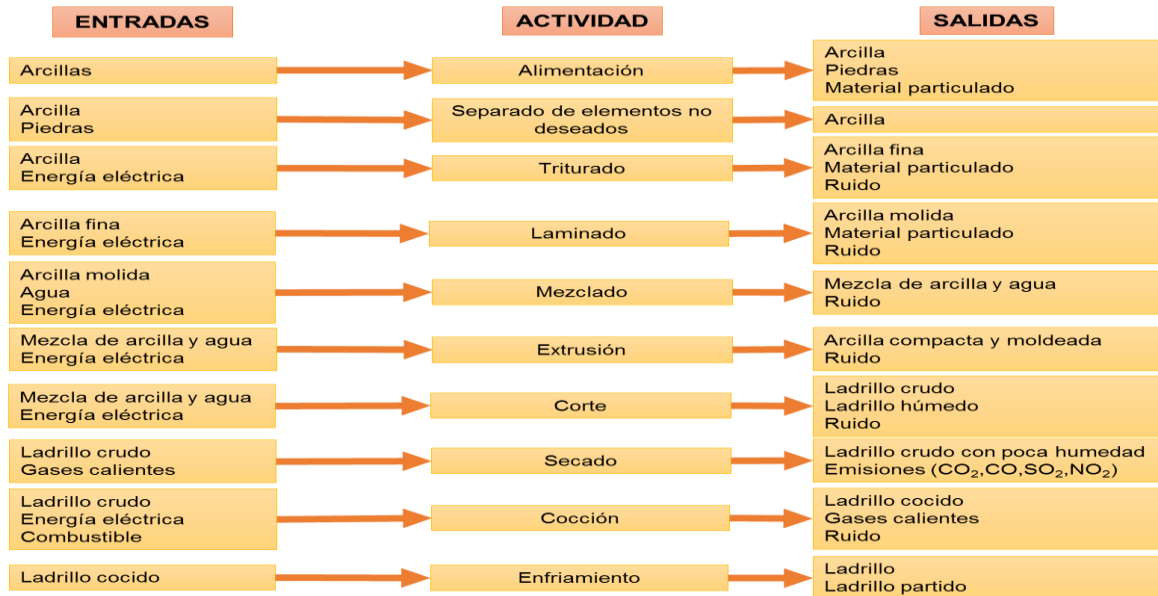 ENTRADAS
ACTIVIDAD
SALIDAS
Arcillas
Alimentación
Arcilla
Piedras
Material particulado
Arcilla
Piedras
Separado de elementos no
deseados
Arcilla
Arcilla
Energía eléctrica
Triturado
Arcilla fina
Material particulado
Ruido
Arcilla fina
Energía eléctrica
Laminado
Arcilla molida
Material particulado
Ruido
Arcilla molida
Agua
Energía eléctrica
Mezclado
Mezcla de arcilla y agua
Ruido
Mezcla de arcilla y agua
Energía eléctrica
Extrusión
Arcilla compacta y moldeada
Ruido
Mezcla de arcilla y agua
Energía eléctrica
Corte
Ladrillo crudo
Ladrillo húmedo
Ruido
Ladrillo crudo
Gases calientes
Secado
Ladrillo crudo con poca humedad
Emisiones (CO₂,CO,SO₂,NO₂)
Ladrillo crudo
Energía eléctrica
Combustible
Cocción
Ladrillo cocido
Gases calientes
Ruido
Ladrillo cocido
Enfriamiento
Ladrillo
Ladrillo partido